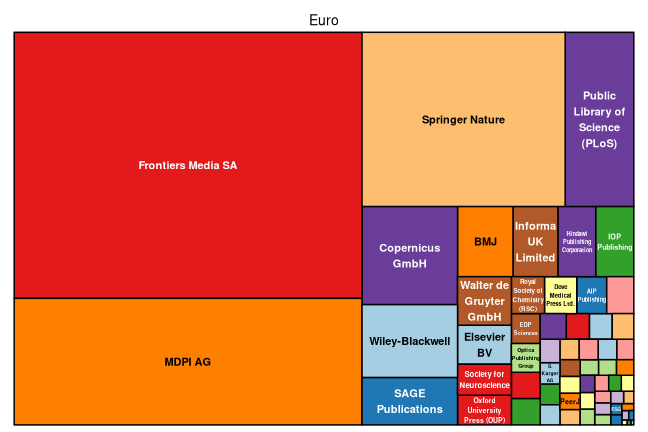 Euro
Frontiers Media SA
MDPI AG
Springer Nature
Public
Library of
Science
(PLoS)
Copernicus
GmbH
Wiley-Blackwell
SAGE
Publications
BMJ
Informa
UK
Limited
Hindawi
Publishing
Corporation
IOP
Publishing
Walter de
Gruyter
GmbH
Elsevier
BV
Society for
Neuroscience
Oxford
University
Press (OUP)
Royal
Society of
Chemistry
(RSC)
Dove
Medical
Press Ltd.
AIP
Publishing
EDP
Sciences
Optica
Publishing
Group
S.
Karger
AG
PeerJ